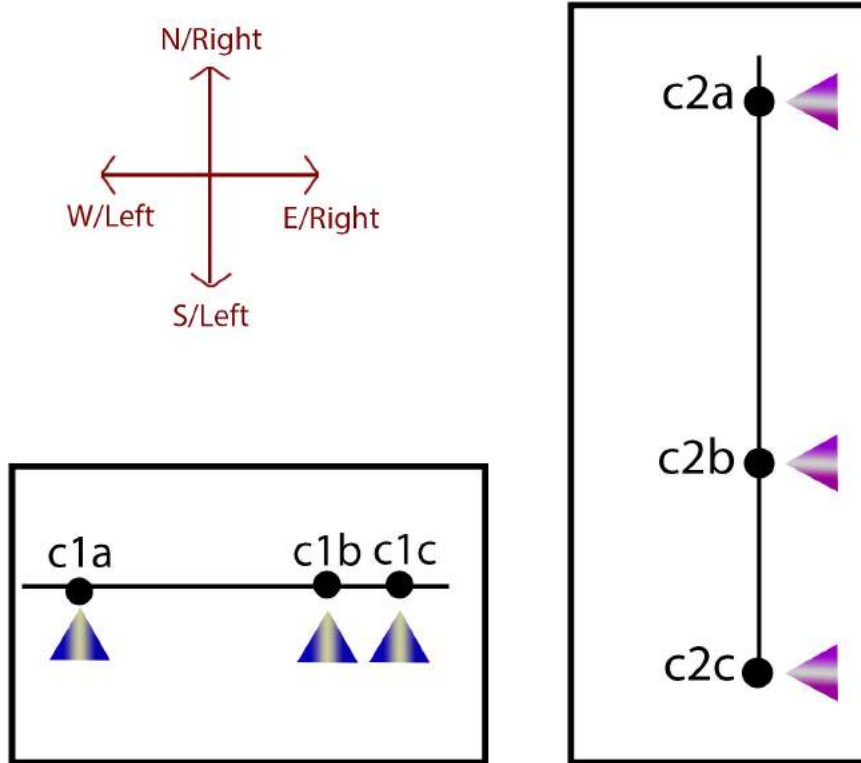 N/Right
W/Left
E/Right
S/Left
c2a
c2b
c2c
c1a
c1b
c1c